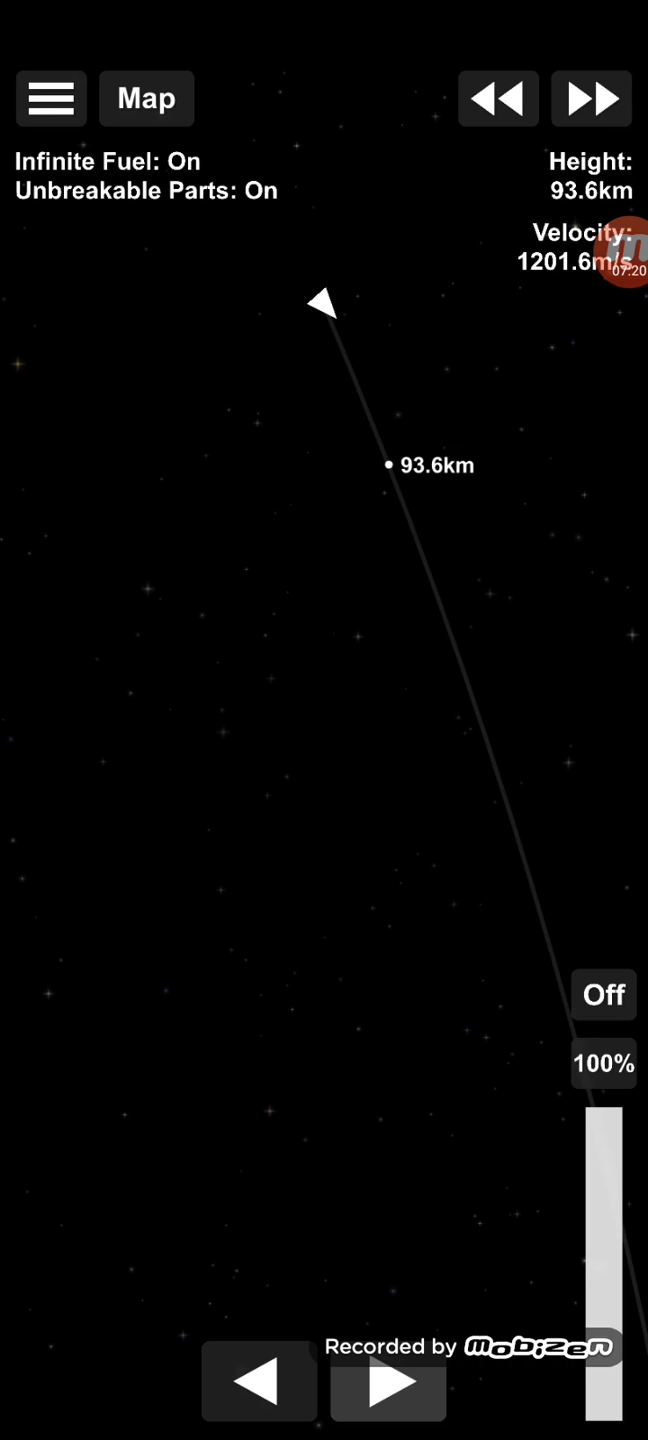 Map
Infinite Fuel: On
Unbreakable Parts: On
Height:
93.6km
Velocity:
1201.6m/s
07:20
93.6km
Off
100%
Recorded by mobizen